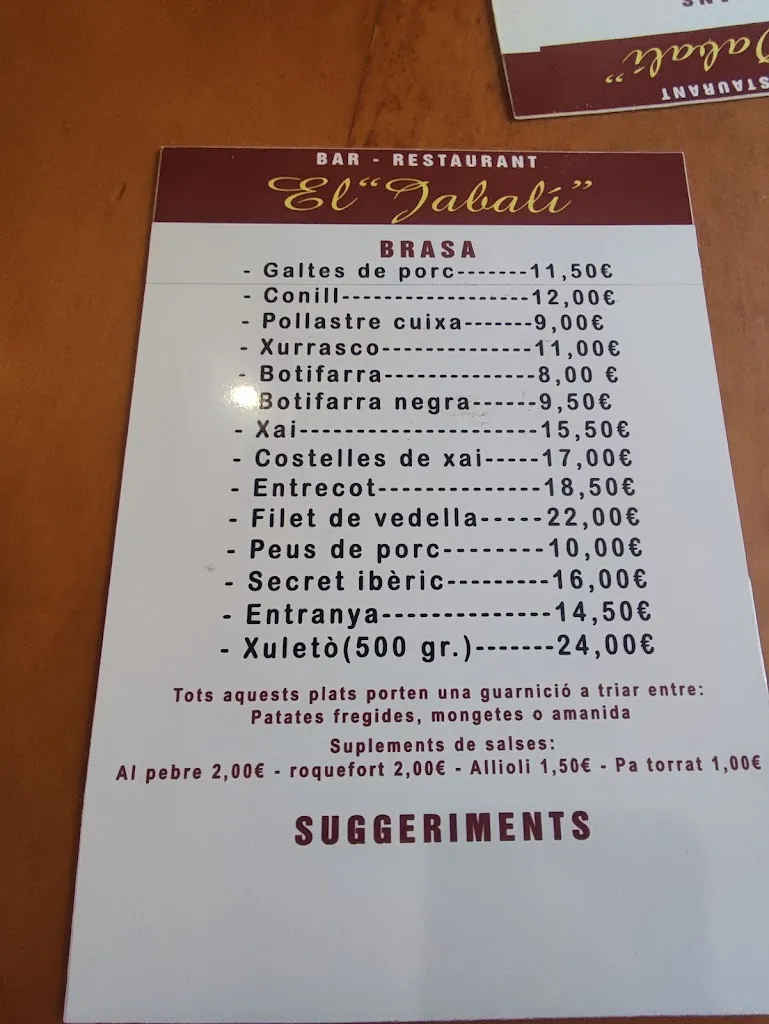 "Jabalí"
RESTAURANT
BAR - RESTAURANT
El "Jabalí"
BRASA
- Galtes de porc-------11,50€
- Conill------------------12,00€
- Pollastre cuixa-------9,00€
- Xurrasco--------------11,00€
- Botifarra--------------8,00 €
Botifarra negra------9,50€
- Xai-----------------------15,50€
- Costelles de xai-----17,00€
- Entrecot---------------18,50€
- Filet de vedella-----22,00€
- Peus de porc--------10,00€
- Secret ibèric---------16,00€
- Entranya---------------14,50€
- Xuletò(500 gr.)-------24,00€
Tots aquests plats porten una guarnició a triar entre:
Patates fregides, mongetes o amanida
Suplements de salses:
Al pebre 2,00€ - roquefort 2,00€ - Allioli 1,50€ - Pa torrat 1,00€
SUGGERIMENTS